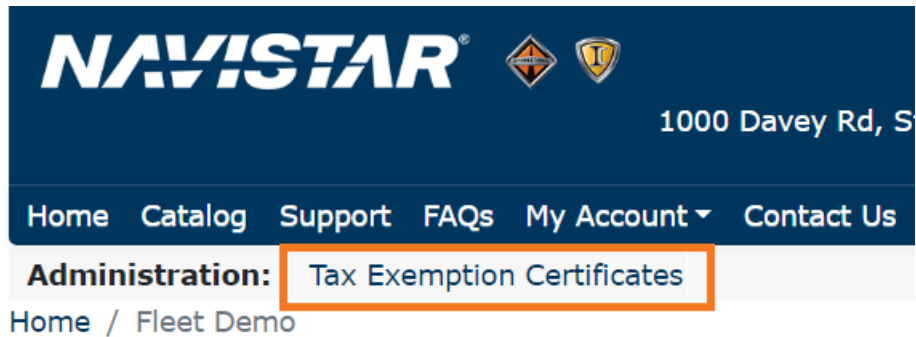 NAVISTAR®
1000 Davey Rd,
Home Catalog Support FAQs My Account Contact Us
Administration: Tax Exemption Certificates
Home / Fleet Demo